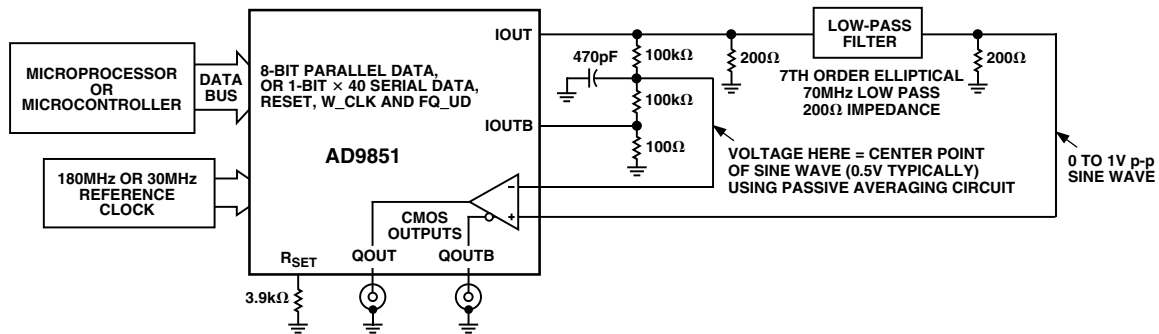 MICROPROCESSOR
OR
MICROCONTROLLER
DATA
BUS
180MHz OR 30MHz
REFERENCE
CLOCK
8-BIT PARALLEL DATA,
OR 1-BIT × 40 SERIAL DATA,
RESET, W_CLK AND FQ_UD
AD9851
IOUT
IOUTB
CMOS
OUTPUTS
QOUT
QOUTB
RSET
3.9kΩ
–
+
470pF
100kΩ
100kΩ
100Ω
200Ω
LOW-PASS
FILTER
7TH ORDER ELLIPTICAL
70MHz LOW PASS
200Ω IMPEDANCE
200Ω
VOLTAGE HERE = CENTER POINT
OF SINE WAVE (0.5V TYPICALLY)
USING PASSIVE AVERAGING CIRCUIT
0 TO 1V p-p
SINE WAVE